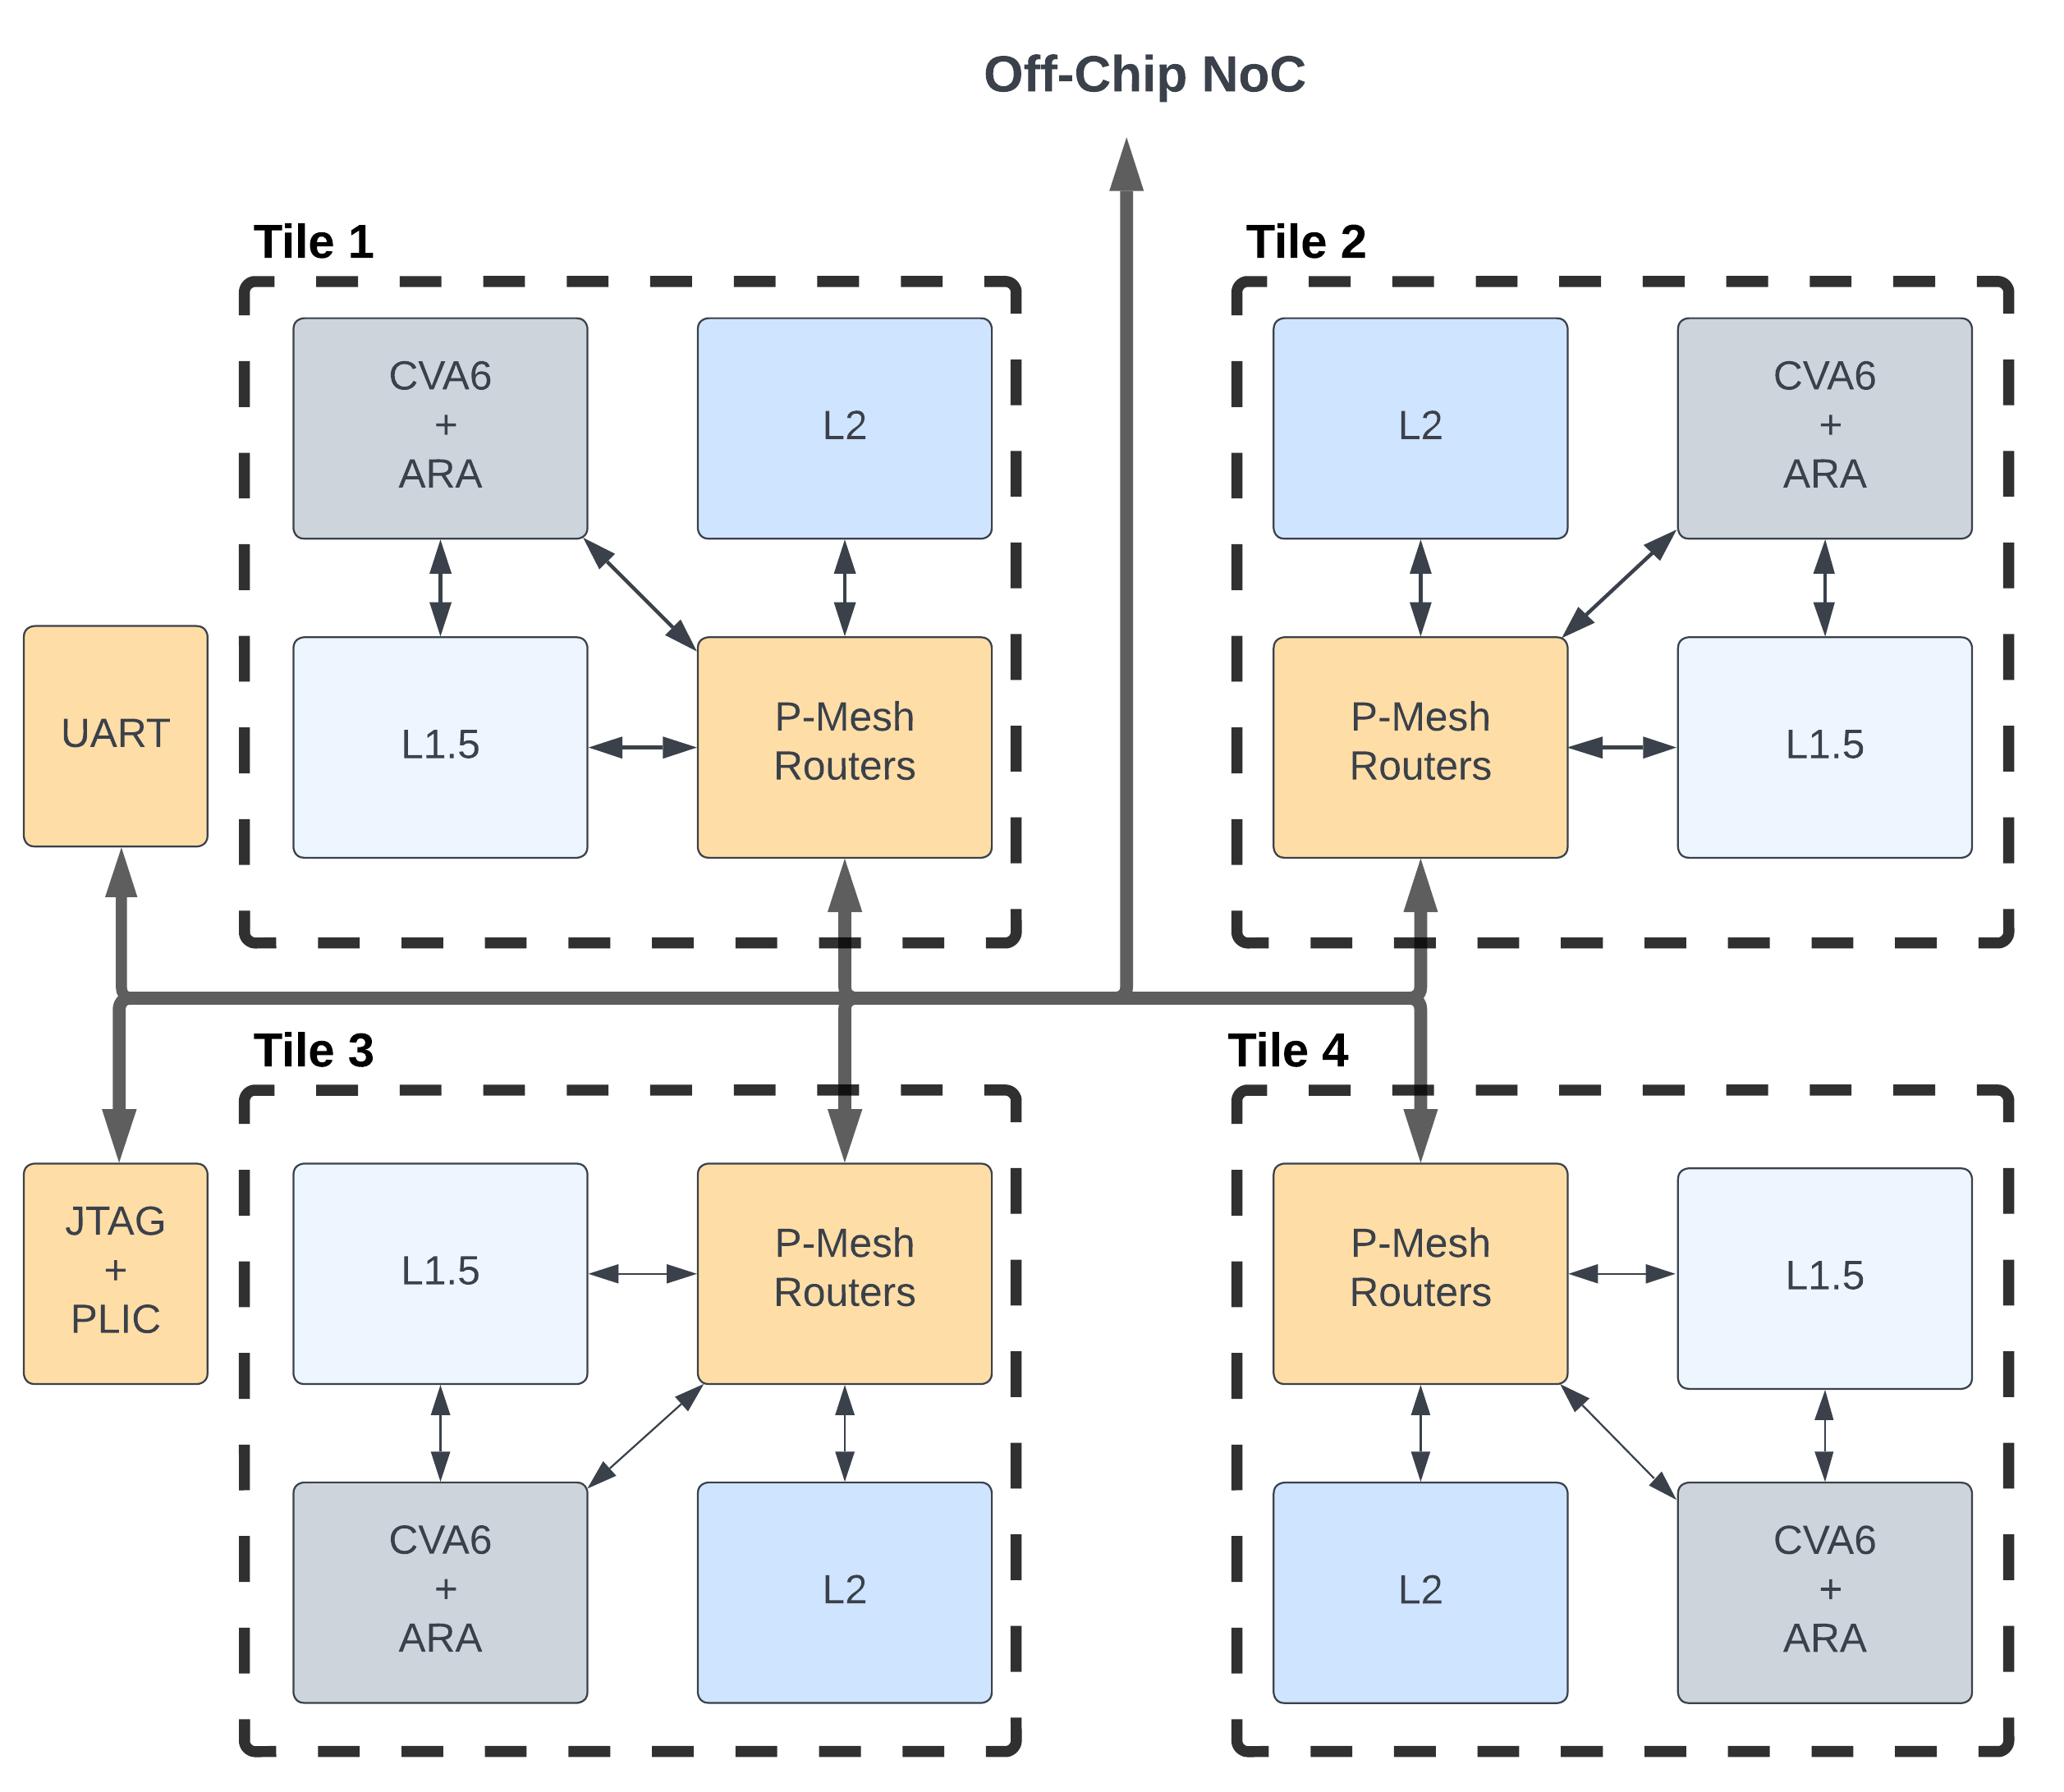 Off-Chip NoC
Tile 1
CVA6
+
ARA
L2
L1.5
P-Mesh
Routers
Tile 2
L2
CVA6
+
ARA
P-Mesh
Routers
L1.5
UART
JTAG
+
PLIC
Tile 3
L1.5
P-Mesh
Routers
CVA6
+
ARA
L2
Tile 4
P-Mesh
Routers
L1.5
L2
CVA6
+
ARA